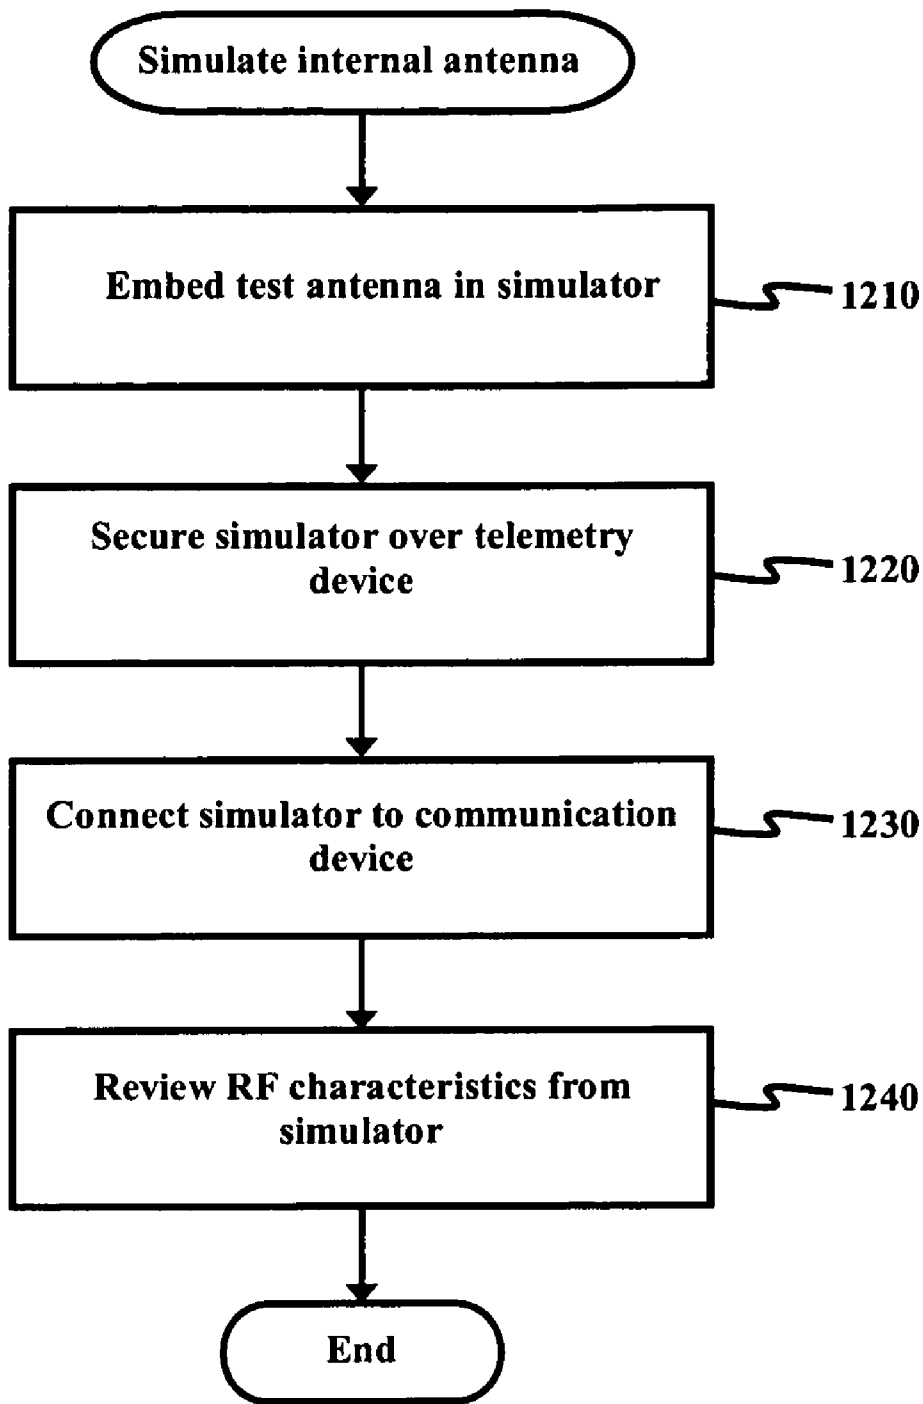 Simulate internal antenna
Embed test antenna in simulator
1210
Secure simulator over telemetry
device
1220
Connect simulator to communication
device
1230
Review RF characteristics from
simulator
1240
End